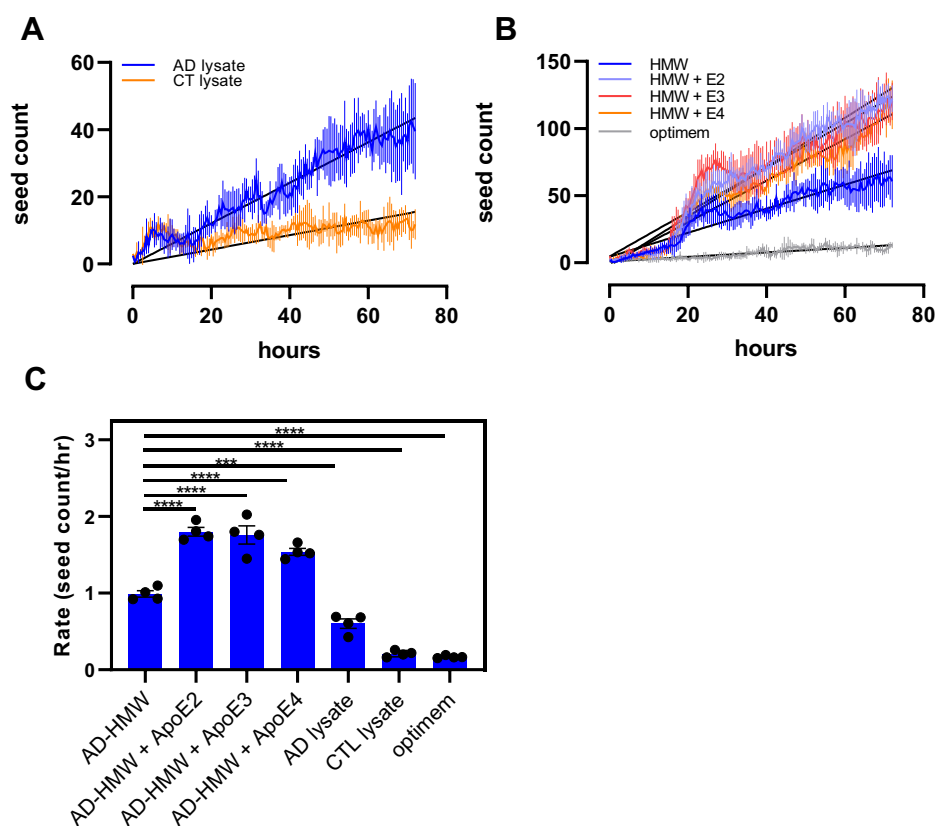 A
AD lysate
CT lysate
seed count
60
40
20
0
0 20 40 60 80
hours
B
HMW
HMW + E2
HMW + E3
HMW + E4
optimem
seed count
150
100
50
0
0 20 40 60 80
hours
C
Rate (seed count/hr)
3
2
1
0
****
****
***
****
****
****
AD-HMW
AD-HMW + ApoE2
AD-HMW + ApoE3
AD-HMW + ApoE4
AD lysate
CTL lysate
optimem